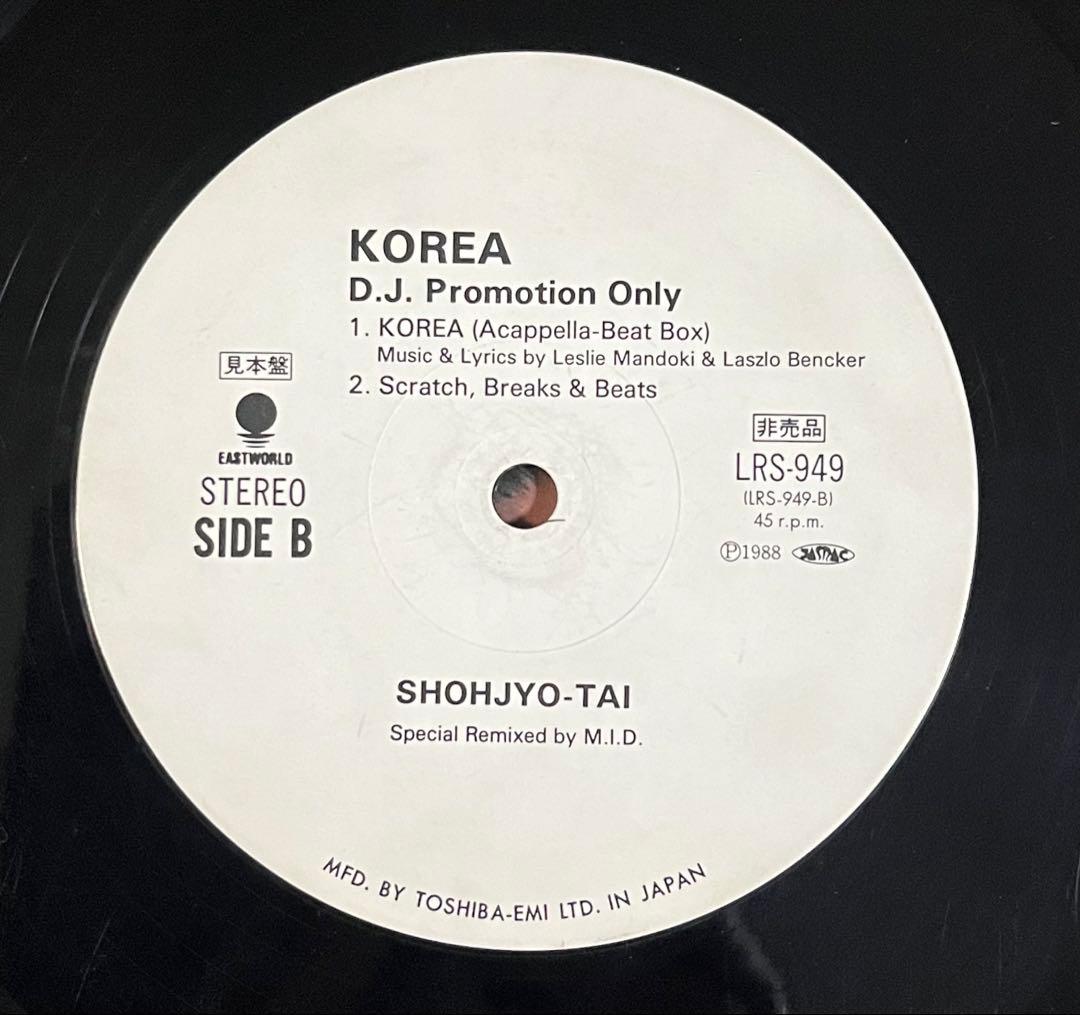 KOREA
D.J. Promotion Only
1. KOREA (Acappella-Beat Box)
Music & Lyrics by Leslie Mandoki & Laszlo Bencker
2. Scratch, Breaks & Beats
見本盤
EASTWORLD
STEREO
SIDE B
非売品
LRS-949
(LRS-949-B)
45 r.p.m.
Ⓟ1988 JASRAC
SHOHJYO-TAI
Special Remixed by M.I.D.
MFD. BY TOSHIBA-EMI LTD. IN JAPAN